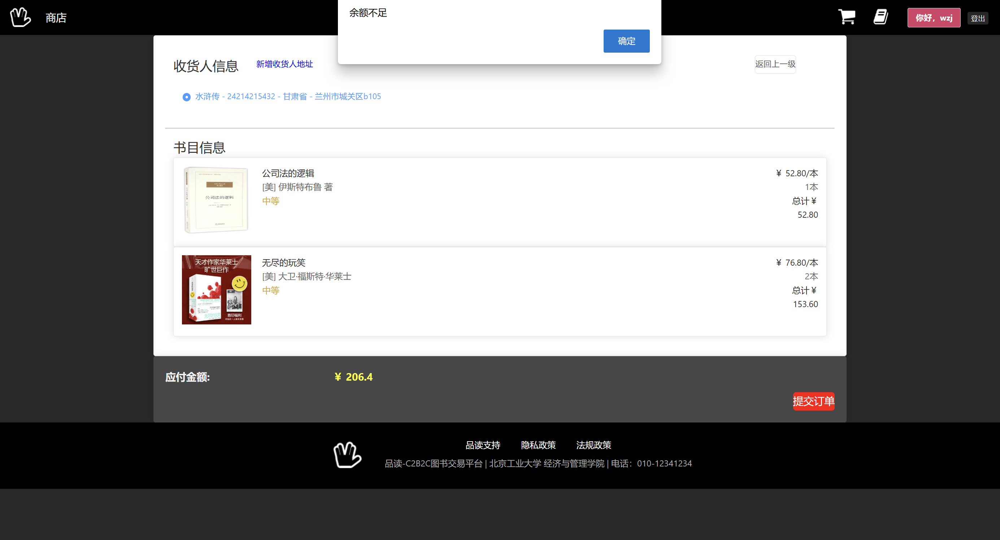 商店
余额不足
确定
你好，wzj
登出
收货人信息
新增收货人地址
返回上一级
水浒传 - 24214215432 - 甘肃省 - 兰州市城关区b105
书目信息
公司法的逻辑
公司法的逻辑
[美] 伊斯特布鲁 著
中等
¥ 52.80/本
1本
总计 ¥
52.80
天才作家华莱士
旷世巨作
无尽的玩笑
首印福利
无尽的玩笑
[美] 大卫·福斯特·华莱士
中等
¥ 76.80/本
2本
总计 ¥
153.60
应付金额:
¥ 206.4
提交订单
品读支持
隐私政策
法规政策
品读-C2B2C图书交易平台 | 北京工业大学 经济与管理学院 | 电话：010-12341234